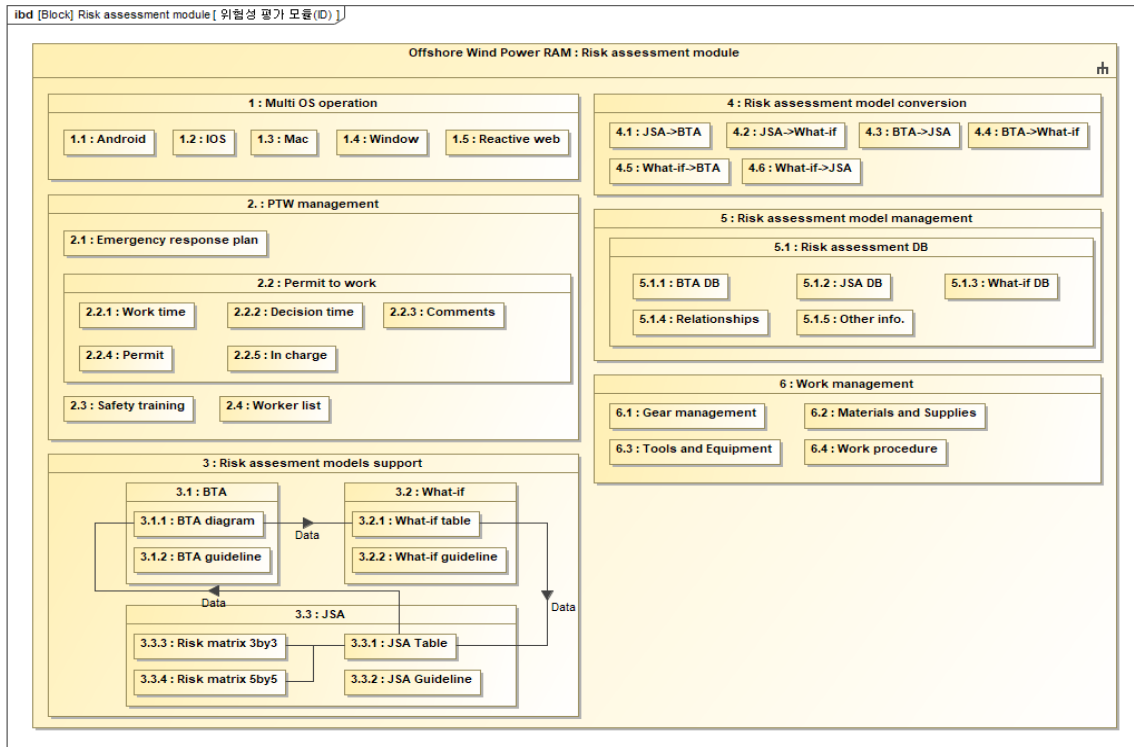 ibd [Block] Risk assessment module [ 위험성 평가 모듈(ID) ]
Offshore Wind Power RAM : Risk assessment module
1 : Multi OS operation
1.1 : Android
1.2 : IOS
1.3 : Mac
1.4 : Window
1.5 : Reactive web
2. : PTW management
2.1 : Emergency response plan
2.2 : Permit to work
2.2.1 : Work time
2.2.2 : Decision time
2.2.3 : Comments
2.2.4 : Permit
2.2.5 : In charge
2.3 : Safety training
2.4 : Worker list
3 : Risk assesment models support
3.1 : BTA
3.1.1 : BTA diagram
3.1.2 : BTA guideline
Data
3.2 : What-if
3.2.1 : What-if table
3.2.2 : What-if guideline
Data
Data
3.3 : JSA
3.3.3 : Risk matrix 3by3
3.3.1 : JSA Table
3.3.4 : Risk matrix 5by5
3.3.2 : JSA Guideline
4 : Risk assessment model conversion
4.1 : JSA->BTA
4.2 : JSA->What-if
4.3 : BTA->JSA
4.4 : BTA->What-if
4.5 : What-if->BTA
4.6 : What-if->JSA
5 : Risk assessment model management
5.1 : Risk assessment DB
5.1.1 : BTA DB
5.1.2 : JSA DB
5.1.3 : What-if DB
5.1.4 : Relationships
5.1.5 : Other info.
6 : Work management
6.1 : Gear management
6.2 : Materials and Supplies
6.3 : Tools and Equipment
6.4 : Work procedure